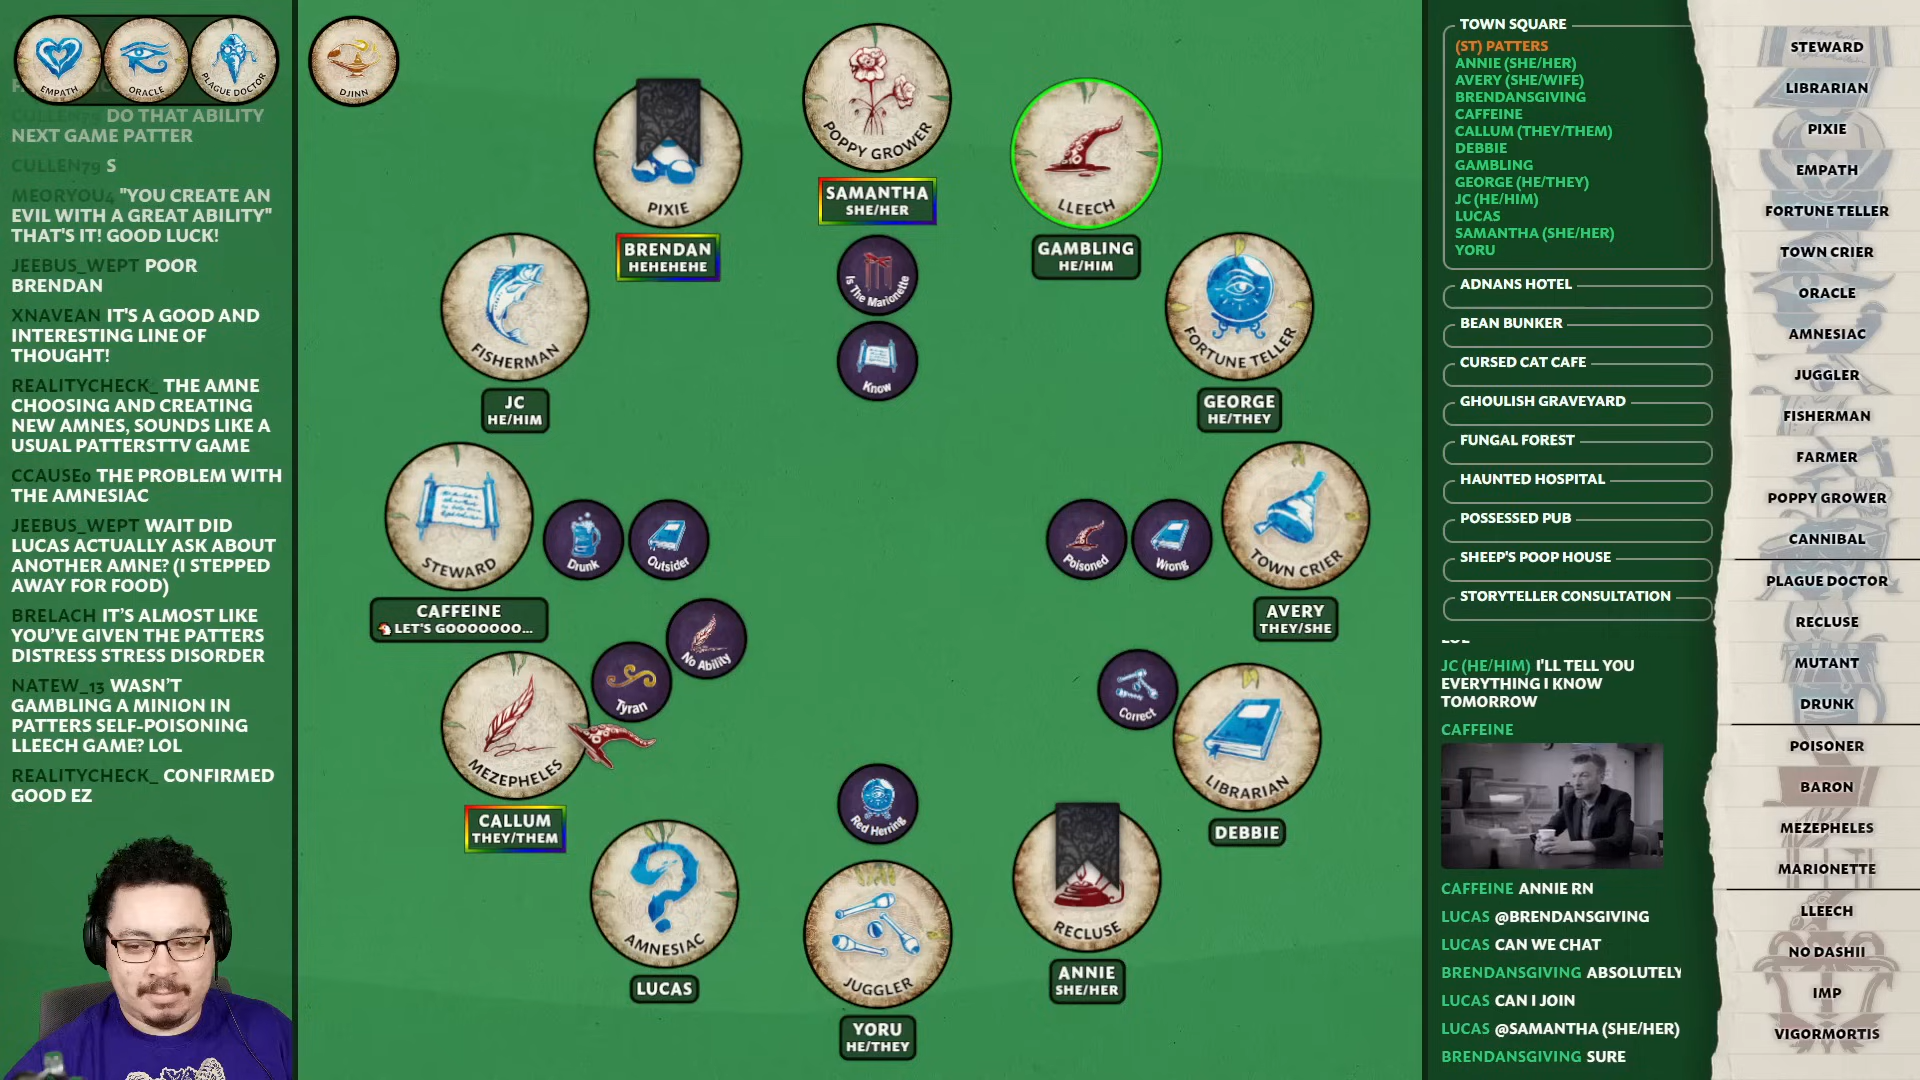 EMPATH
ORACLE
PLAGUE DOCTOR
DJINN
CULLEN79 DO THAT ABILITY
NEXT GAME PATTER
CULLEN79 S
MEORYOU4 "YOU CREATE AN
EVIL WITH A GREAT ABILITY"
THAT'S IT! GOOD LUCK!
JEEBUS_WEPT POOR
BRENDAN
XNAVEAN IT'S A GOOD AND
INTERESTING LINE OF
THOUGHT!
REALITYCHECK_ THE AMNE
CHOOSING AND CREATING
NEW AMNES, SOUNDS LIKE A
USUAL PATTERSTTV GAME
CCAUSE0 THE PROBLEM WITH
THE AMNESIAC
JEEBUS_WEPT WAIT DID
LUCAS ACTUALLY ASK ABOUT
ANOTHER AMNE? (I STEPPED
AWAY FOR FOOD)
BRELACH IT'S ALMOST LIKE
YOU'VE GIVEN THE PATTERS
DISTRESS STRESS DISORDER
NATEW_13 WASN'T
GAMBLING A MINION IN
PATTERS SELF-POISONING
LLEECH GAME? LOL
REALITYCHECK_ CONFIRMED
GOOD EZ
POPPY GROWER
SAMANTHA
SHE/HER
Is The Marionette
Know
LLEECH
GAMBLING
HE/HIM
FORTUNE TELLER
GEORGE
HE/THEY
TOWN CRIER
AVERY
THEY/SHE
Poisoned
Wrong
LIBRARIAN
DEBBIE
Correct
RECLUSE
ANNIE
SHE/HER
JUGGLER
YORU
HE/THEY
Red Herring
AMNESIAC
LUCAS
MEZEPHELES
CALLUM
THEY/THEM
Tyran
No Ability
STEWARD
CAFFEINE
LET'S GOOOOOOO...
Drunk
Outsider
FISHERMAN
JC
HE/HIM
PIXIE
BRENDAN
HEHEHEHE
TOWN SQUARE
(ST) PATTERS
ANNIE (SHE/HER)
AVERY (SHE/WIFE)
BRENDANSGIVING
CAFFEINE
CALLUM (THEY/THEM)
DEBBIE
GAMBLING
GEORGE (HE/THEY)
JC (HE/HIM)
LUCAS
SAMANTHA (SHE/HER)
YORU
ADNANS HOTEL
BEAN BUNKER
CURSED CAT CAFE
GHOULISH GRAVEYARD
FUNGAL FOREST
HAUNTED HOSPITAL
POSSESSED PUB
SHEEP'S POOP HOUSE
STORYTELLER CONSULTATION
LOL
JC (HE/HIM) I'LL TELL YOU
EVERYTHING I KNOW
TOMORROW
CAFFEINE
CAFFEINE ANNIE RN
LUCAS @BRENDANSGIVING
LUCAS CAN WE CHAT
BRENDANSGIVING ABSOLUTELY
LUCAS CAN I JOIN
LUCAS @SAMANTHA (SHE/HER)
BRENDANSGIVING SURE
STEWARD
LIBRARIAN
PIXIE
EMPATH
FORTUNE TELLER
TOWN CRIER
ORACLE
AMNESIAC
JUGGLER
FISHERMAN
FARMER
POPPY GROWER
CANNIBAL
PLAGUE DOCTOR
RECLUSE
MUTANT
DRUNK
POISONER
BARON
MEZEPHELES
MARIONETTE
LLEECH
NO DASHII
IMP
VIGORMORTIS